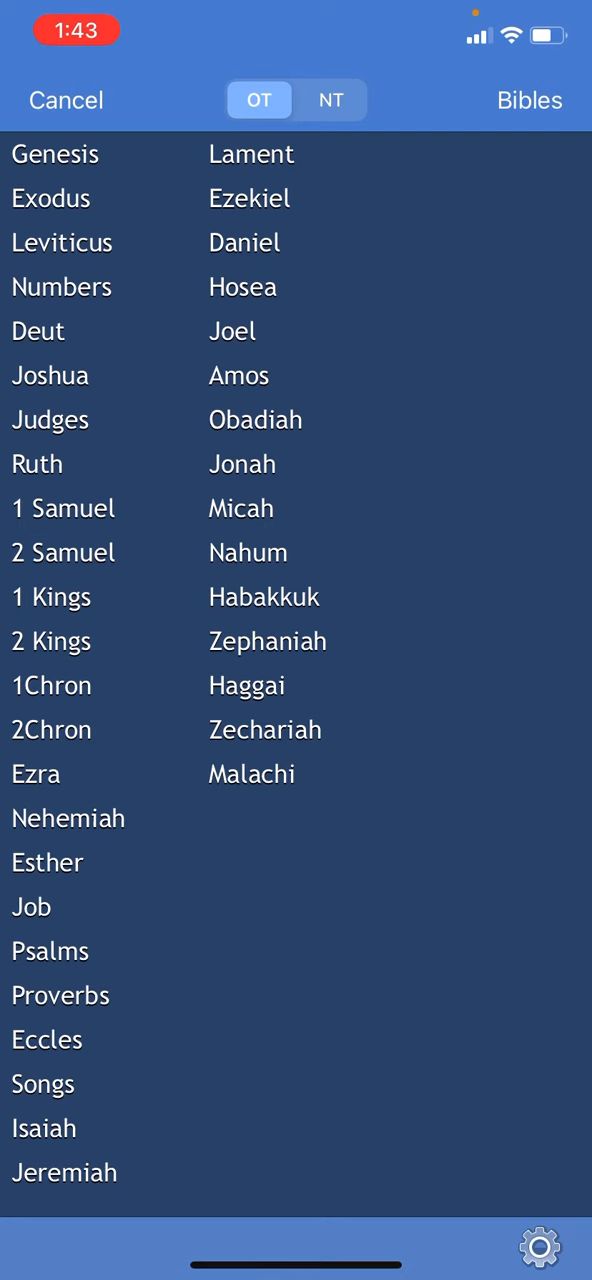 1:43
Cancel
OT
NT
Bibles
Genesis
Exodus
Leviticus
Numbers
Deut
Joshua
Judges
Ruth
1 Samuel
2 Samuel
1 Kings
2 Kings
1Chron
2Chron
Ezra
Nehemiah
Esther
Job
Psalms
Proverbs
Eccles
Songs
Isaiah
Jeremiah
Lament
Ezekiel
Daniel
Hosea
Joel
Amos
Obadiah
Jonah
Micah
Nahum
Habakkuk
Zephaniah
Haggai
Zechariah
Malachi